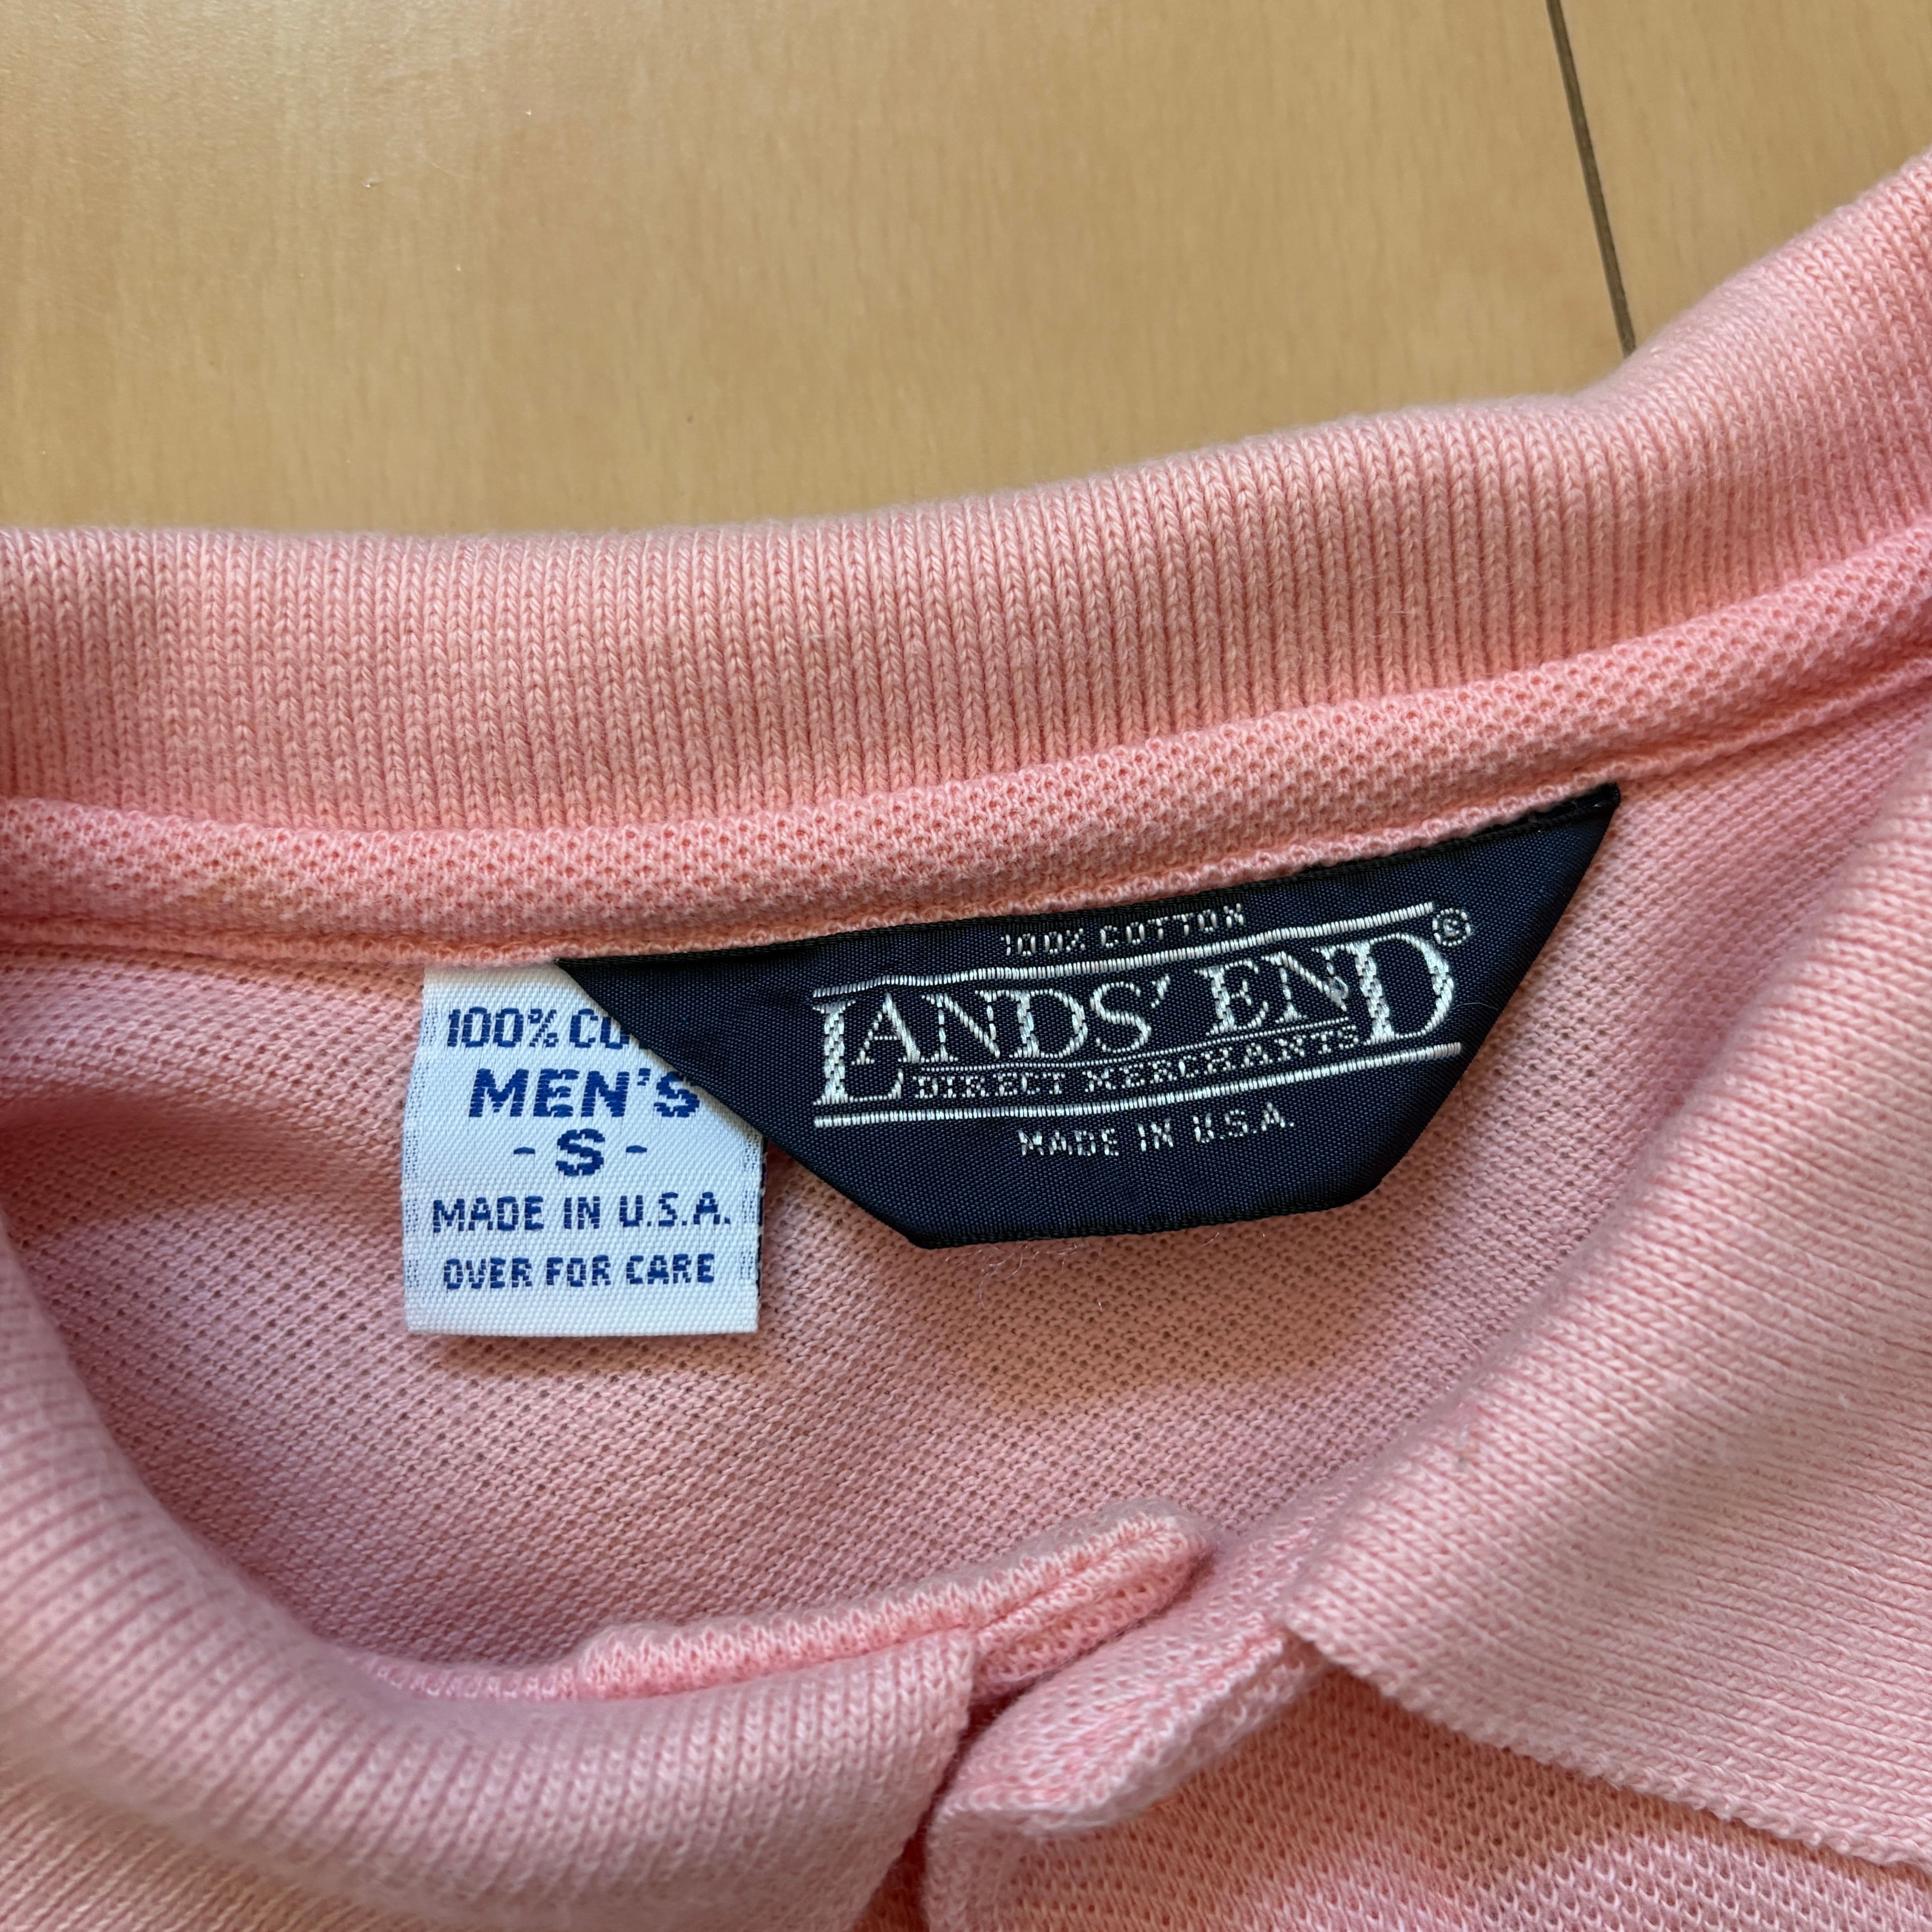 100% CO
MEN'S
- S -
MADE IN U.S.A.
OVER FOR CARE
100% COTTON
LANDS' END®
DIRECT MERCHANTS
MADE IN U.S.A.